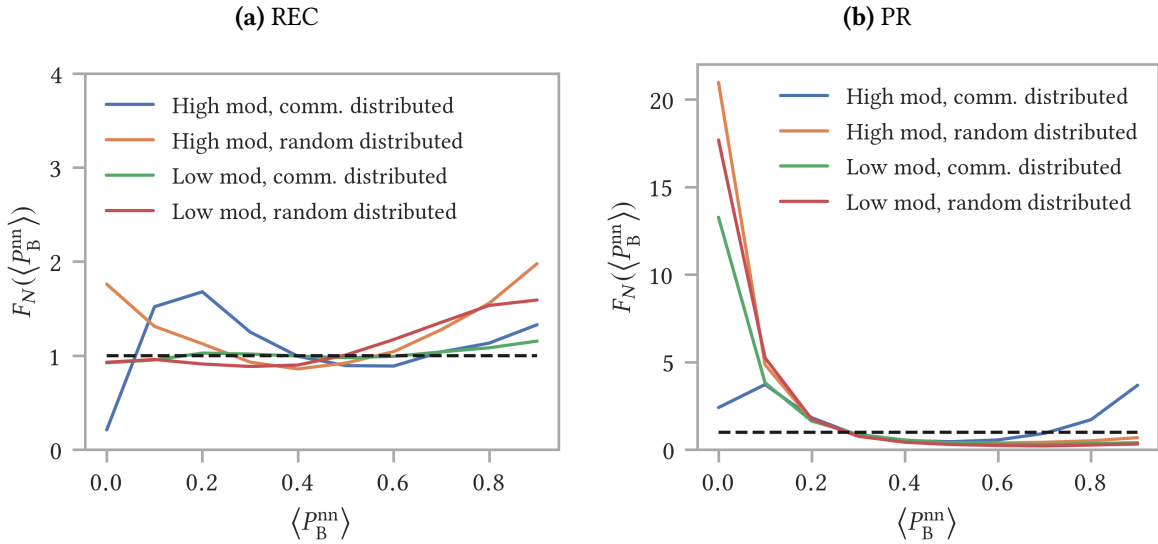 (a) REC
4
3
2
1
0
0.0 0.2 0.4 0.6 0.8
F_N(⟨P_B^nn⟩)
⟨P_B^nn⟩
High mod, comm. distributed
High mod, random distributed
Low mod, comm. distributed
Low mod, random distributed
(b) PR
20
15
10
5
0
0.0 0.2 0.4 0.6 0.8
F_N(⟨P_B^nn⟩)
⟨P_B^nn⟩
High mod, comm. distributed
High mod, random distributed
Low mod, comm. distributed
Low mod, random distributed